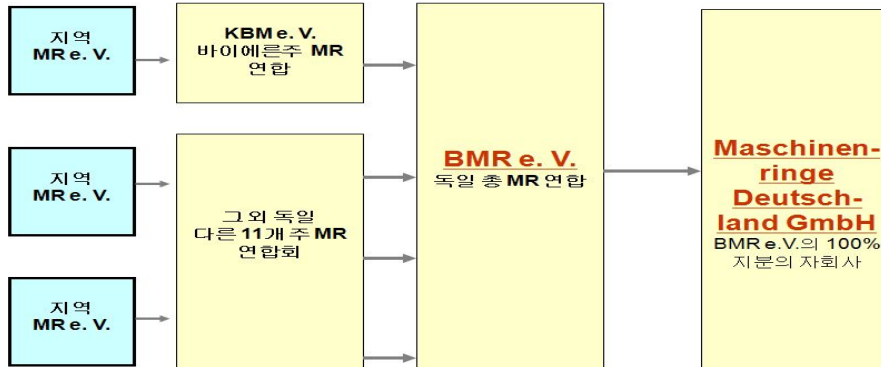 지역
MR e. V.
KBM e. V.
바이에른주 MR
연합
지역
MR e. V.
그외 독일
다른 11개 주 MR
연합회
지역
MR e. V.
BMR e. V.
독일 총 MR 연합
Maschinen-
ringe
Deutsch-
land GmbH
BMR e.V.의 100%
지분의 자회사